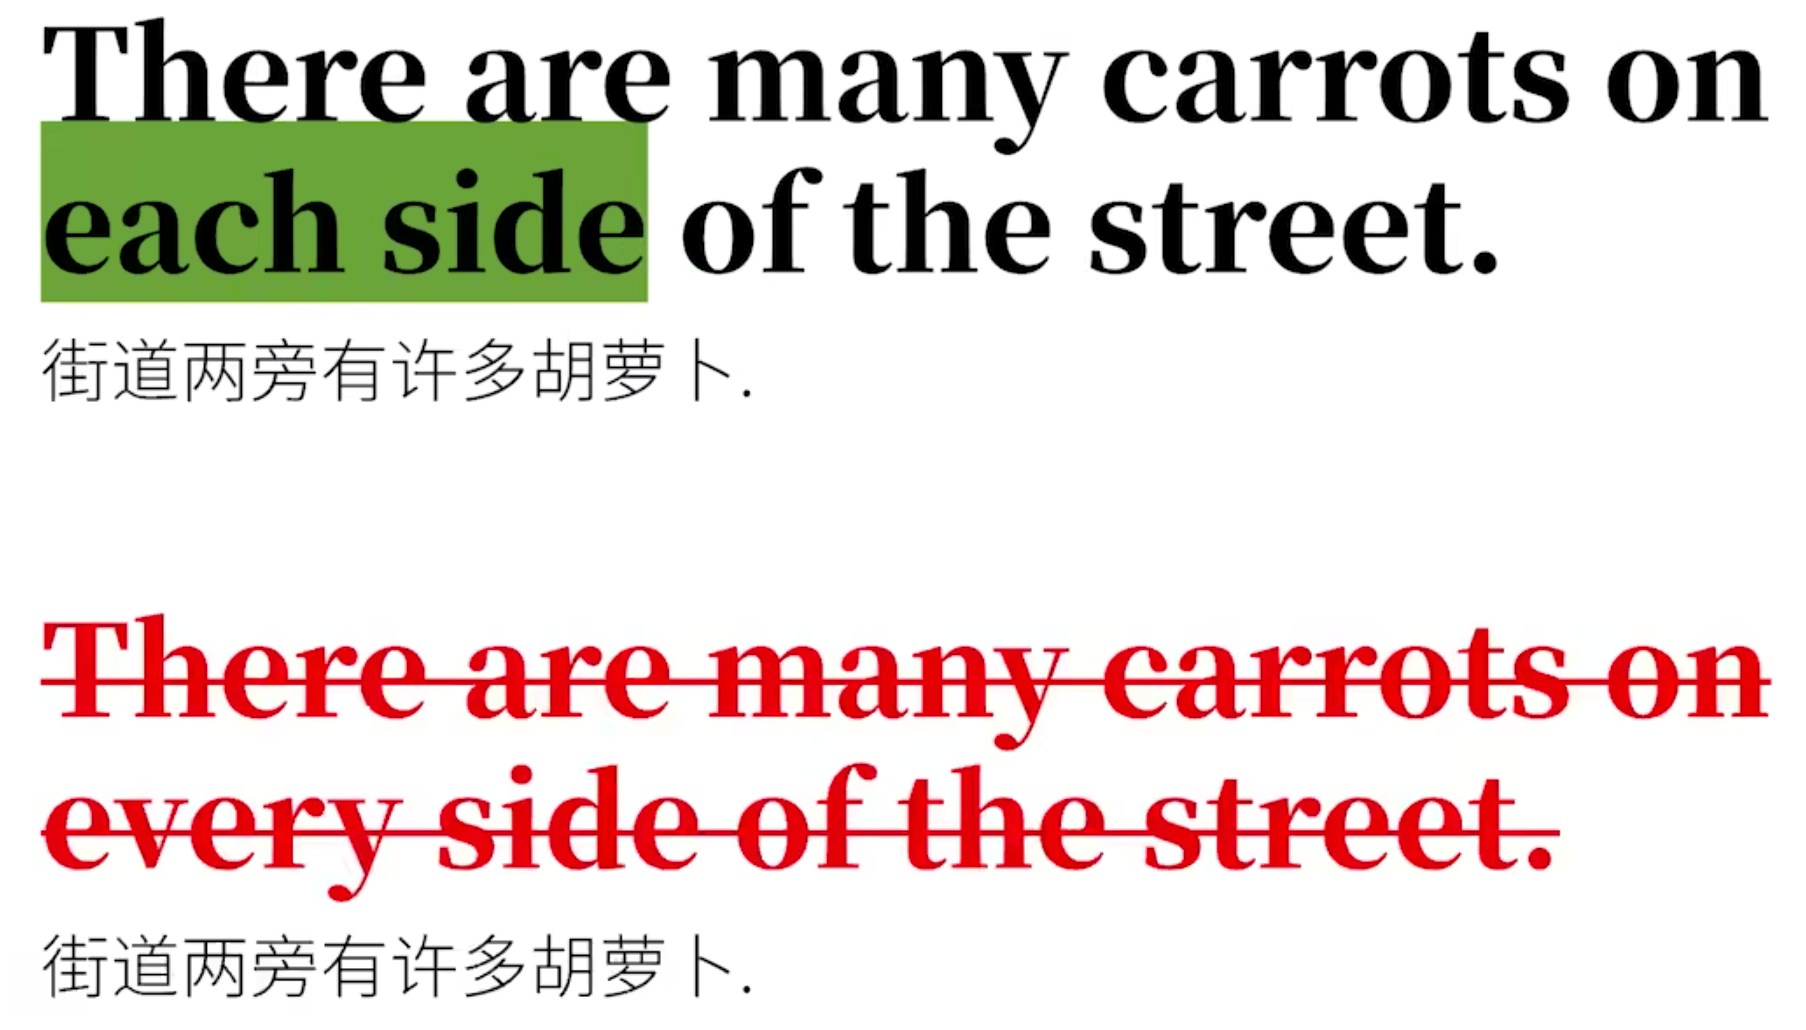 There are many carrots on
each side of the street.
街道两旁有许多胡萝卜.
There are many carrots on
every side of the street.
街道两旁有许多胡萝卜.